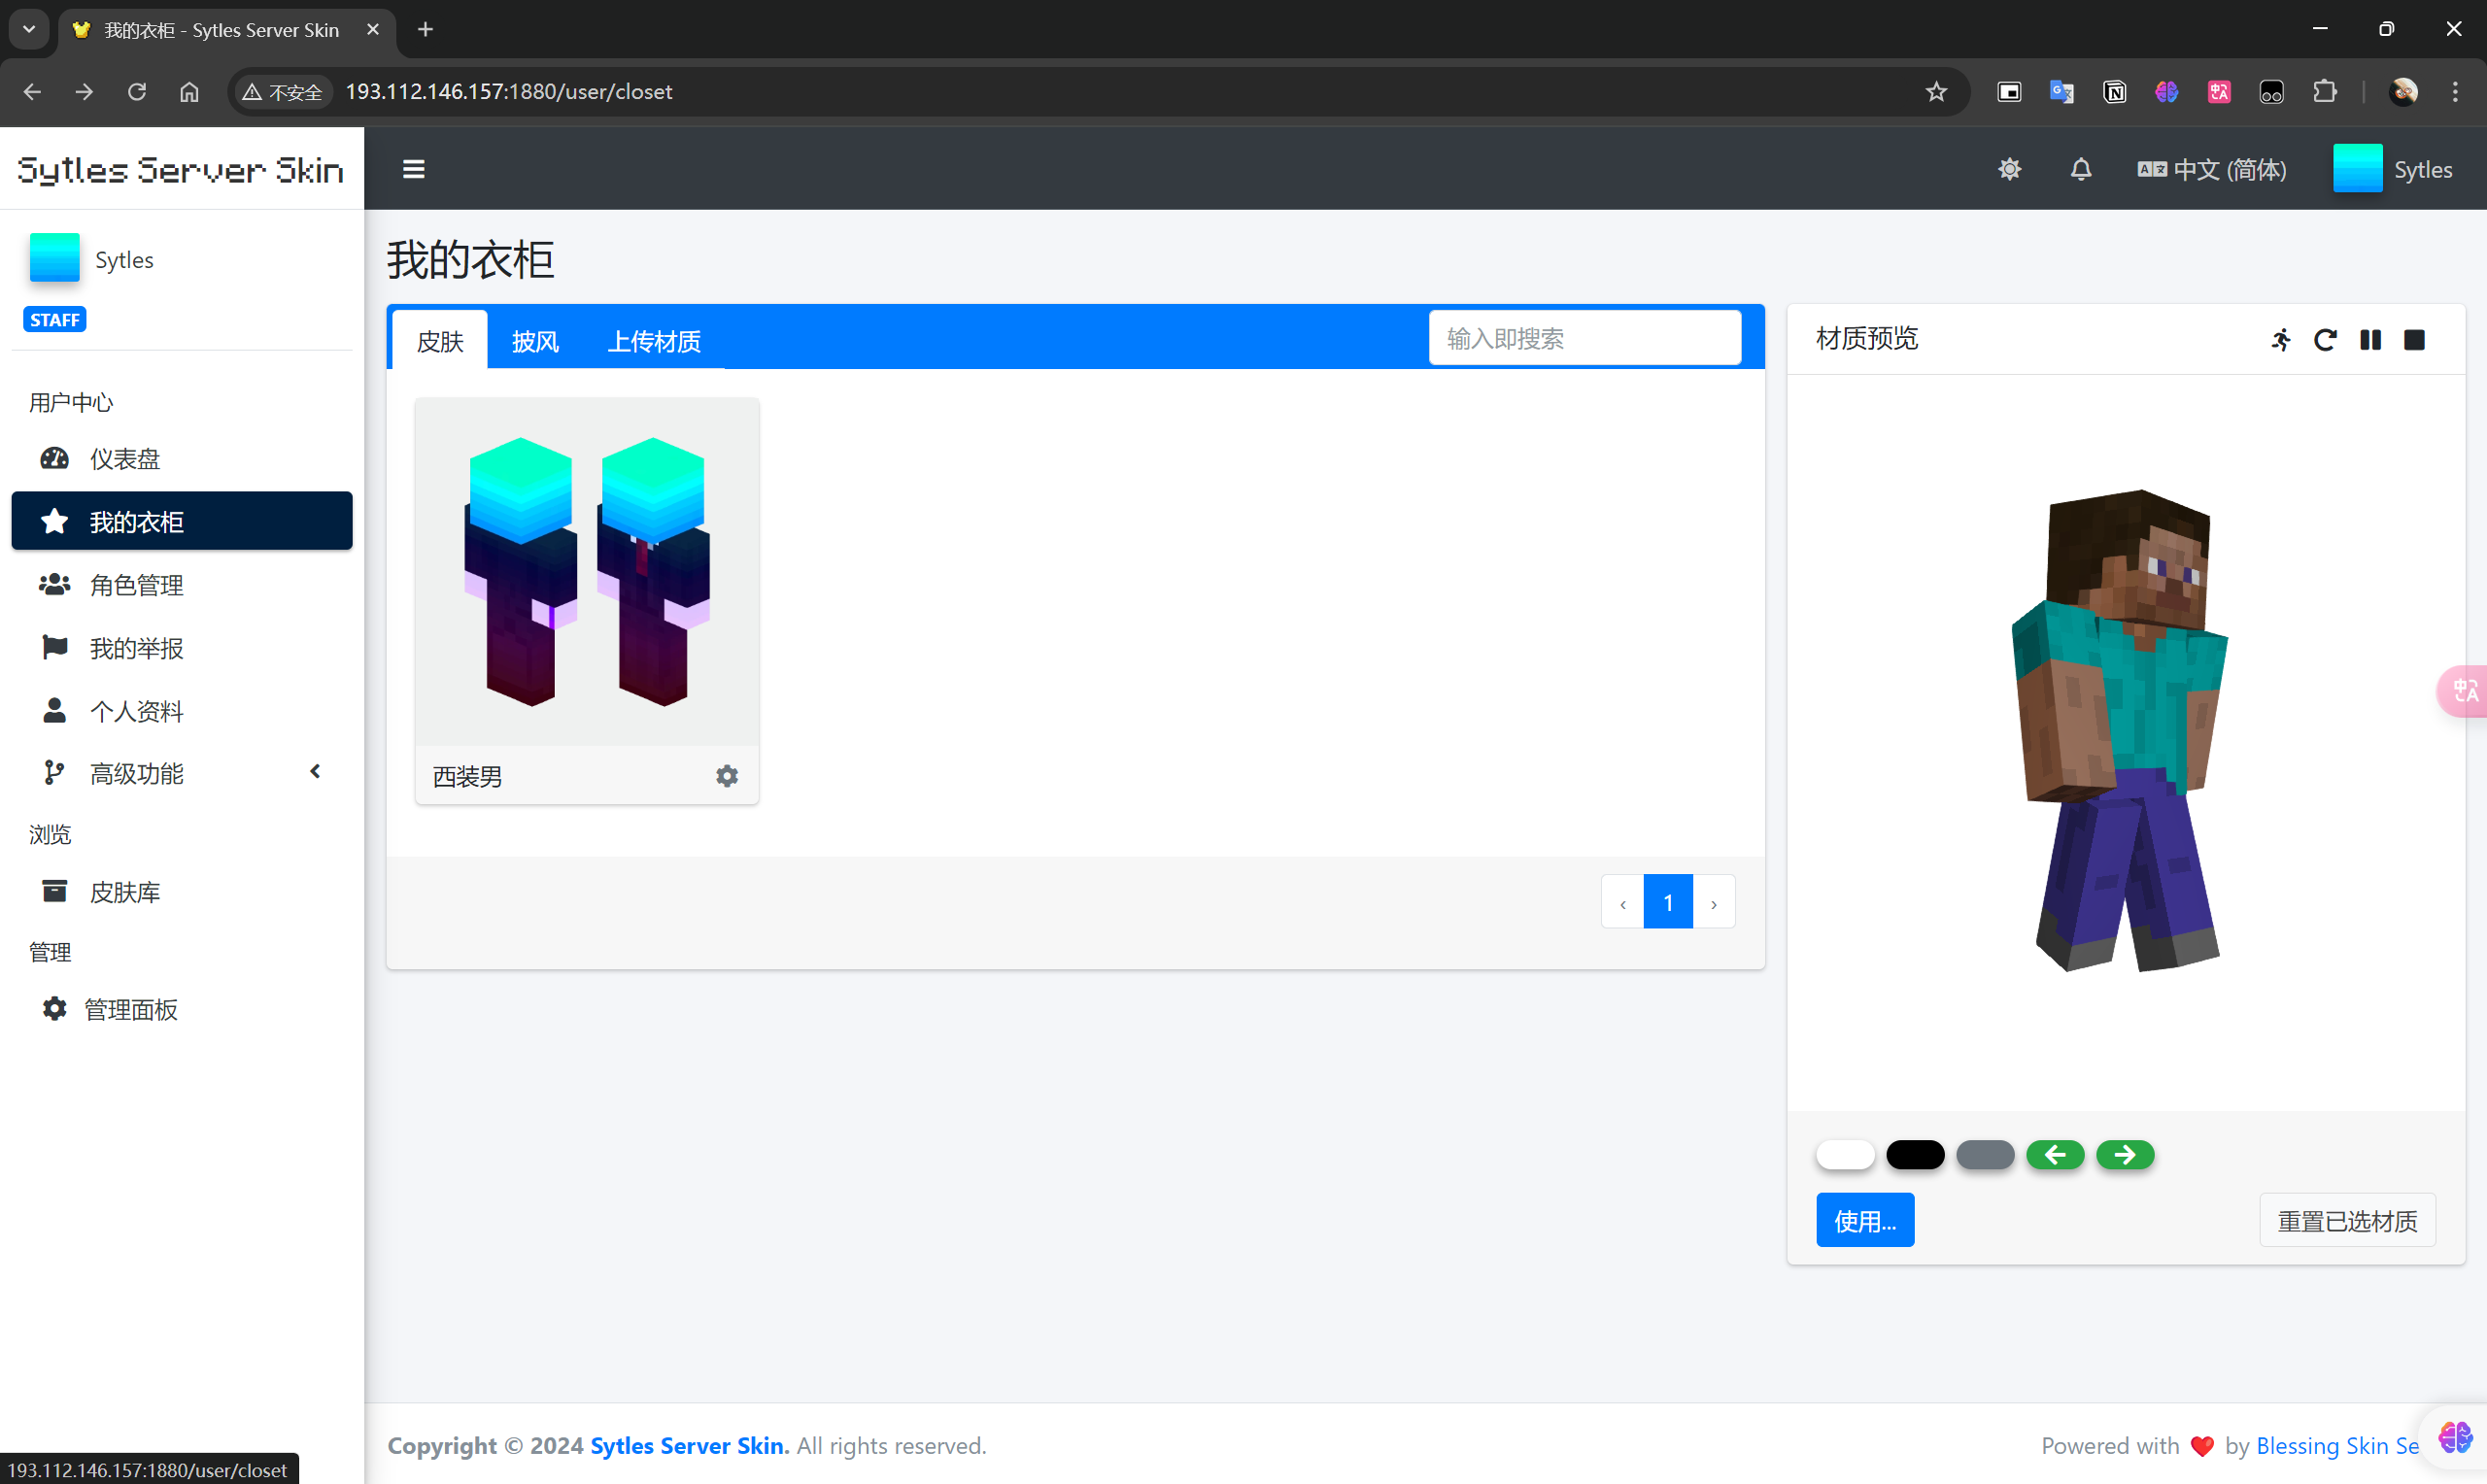 我的衣柜 - Sytles Server Skin
不安全
193.112.146.157:1880/user/closet
Sytles Server Skin
中文 (简体)
Sytles
Sytles
STAFF
用户中心
仪表盘
我的衣柜
角色管理
我的举报
个人资料
高级功能
浏览
皮肤库
管理
管理面板
我的衣柜
皮肤
披风
上传材质
输入即搜索
西装男
‹
1
›
材质预览
使用...
重置已选材质
Copyright © 2024 Sytles Server Skin. All rights reserved.
Powered with ❤ by Blessing Skin Se
193.112.146.157:1880/user/closet